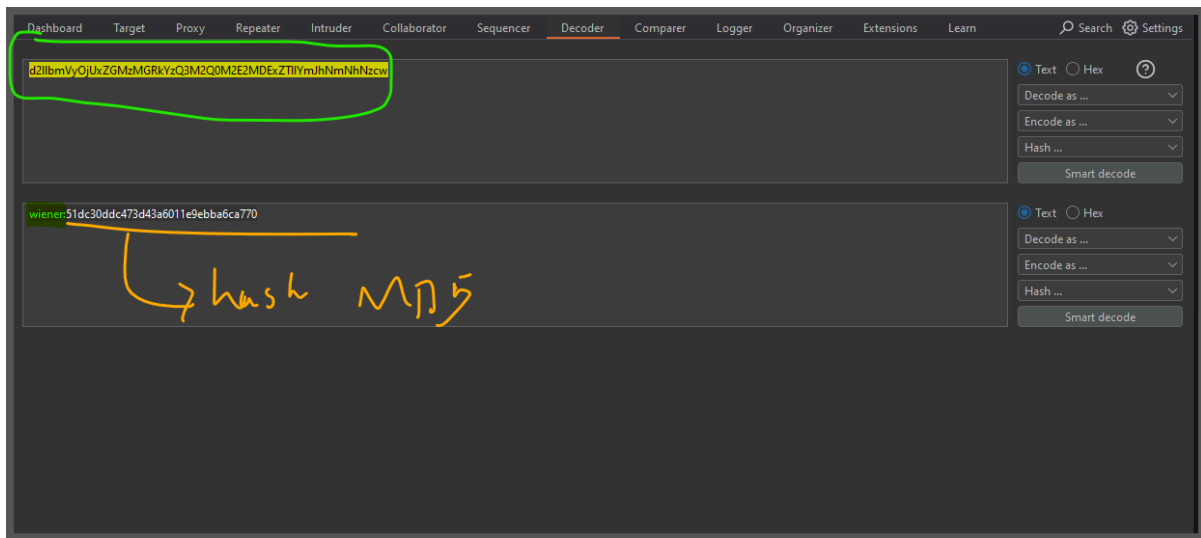 Dashboard Target Proxy Repeater Intruder Collaborator Sequencer Decoder Comparer Logger Organizer Extensions Learn Search Settings
d2llbmVyOjUxZGMzMGRkYzQ3M2Q0M2E2MDExZTllYmJhNmNhNzcw
Text Hex ?
Decode as ...
Encode as ...
Hash ...
Smart decode
wiener:51dc30ddc473d43a6011e9ebba6ca770
Text Hex
Decode as ...
Encode as ...
Hash ...
Smart decode
hash MD5